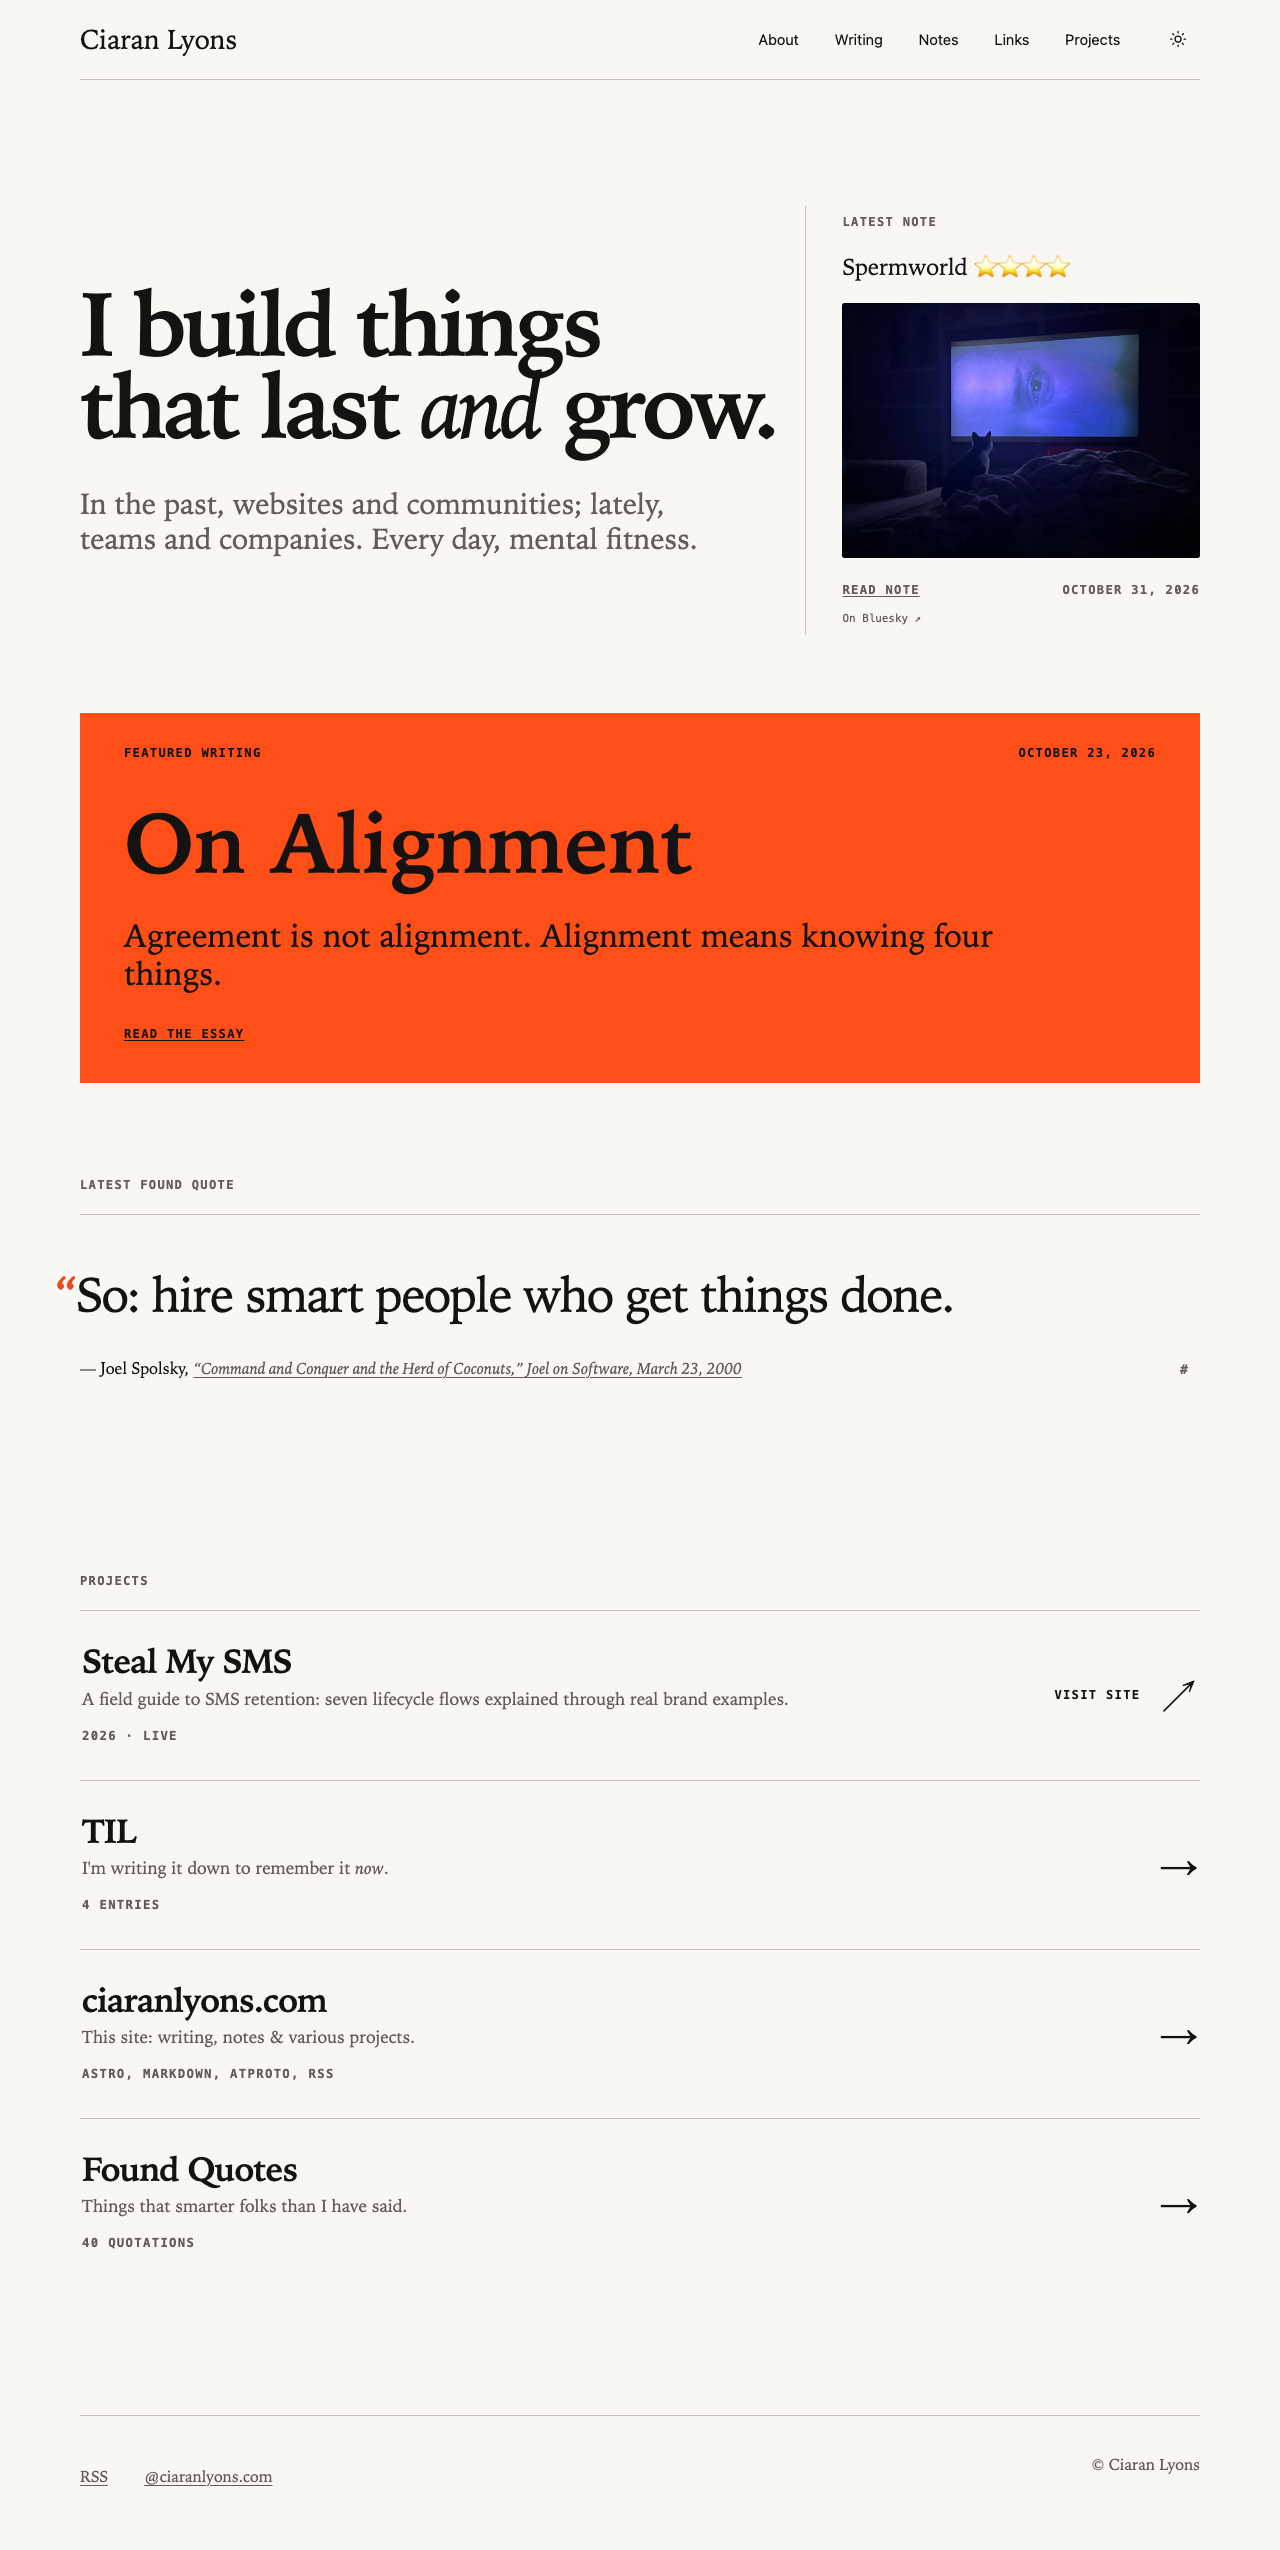 Ciaran Lyons
About Writing Notes Links Projects
I build things
that last and grow.
In the past, websites and communities; lately,
teams and companies. Every day, mental fitness.
LATEST NOTE
Spermworld ⭐⭐⭐⭐
READ NOTE OCTOBER 31, 2026
On Bluesky ↗
FEATURED WRITING OCTOBER 23, 2026
On Alignment
Agreement is not alignment. Alignment means knowing four
things.
READ THE ESSAY
LATEST FOUND QUOTE
“So: hire smart people who get things done.
— Joel Spolsky, “Command and Conquer and the Herd of Coconuts,” Joel on Software, March 23, 2000 #
PROJECTS
Steal My SMS
A field guide to SMS retention: seven lifecycle flows explained through real brand examples.
VISIT SITE
2026 · LIVE
TIL
I'm writing it down to remember it now.
4 ENTRIES
ciaranlyons.com
This site: writing, notes & various projects.
ASTRO, MARKDOWN, ATPROTO, RSS
Found Quotes
Things that smarter folks than I have said.
40 QUOTATIONS
RSS @ciaranlyons.com
© Ciaran Lyons